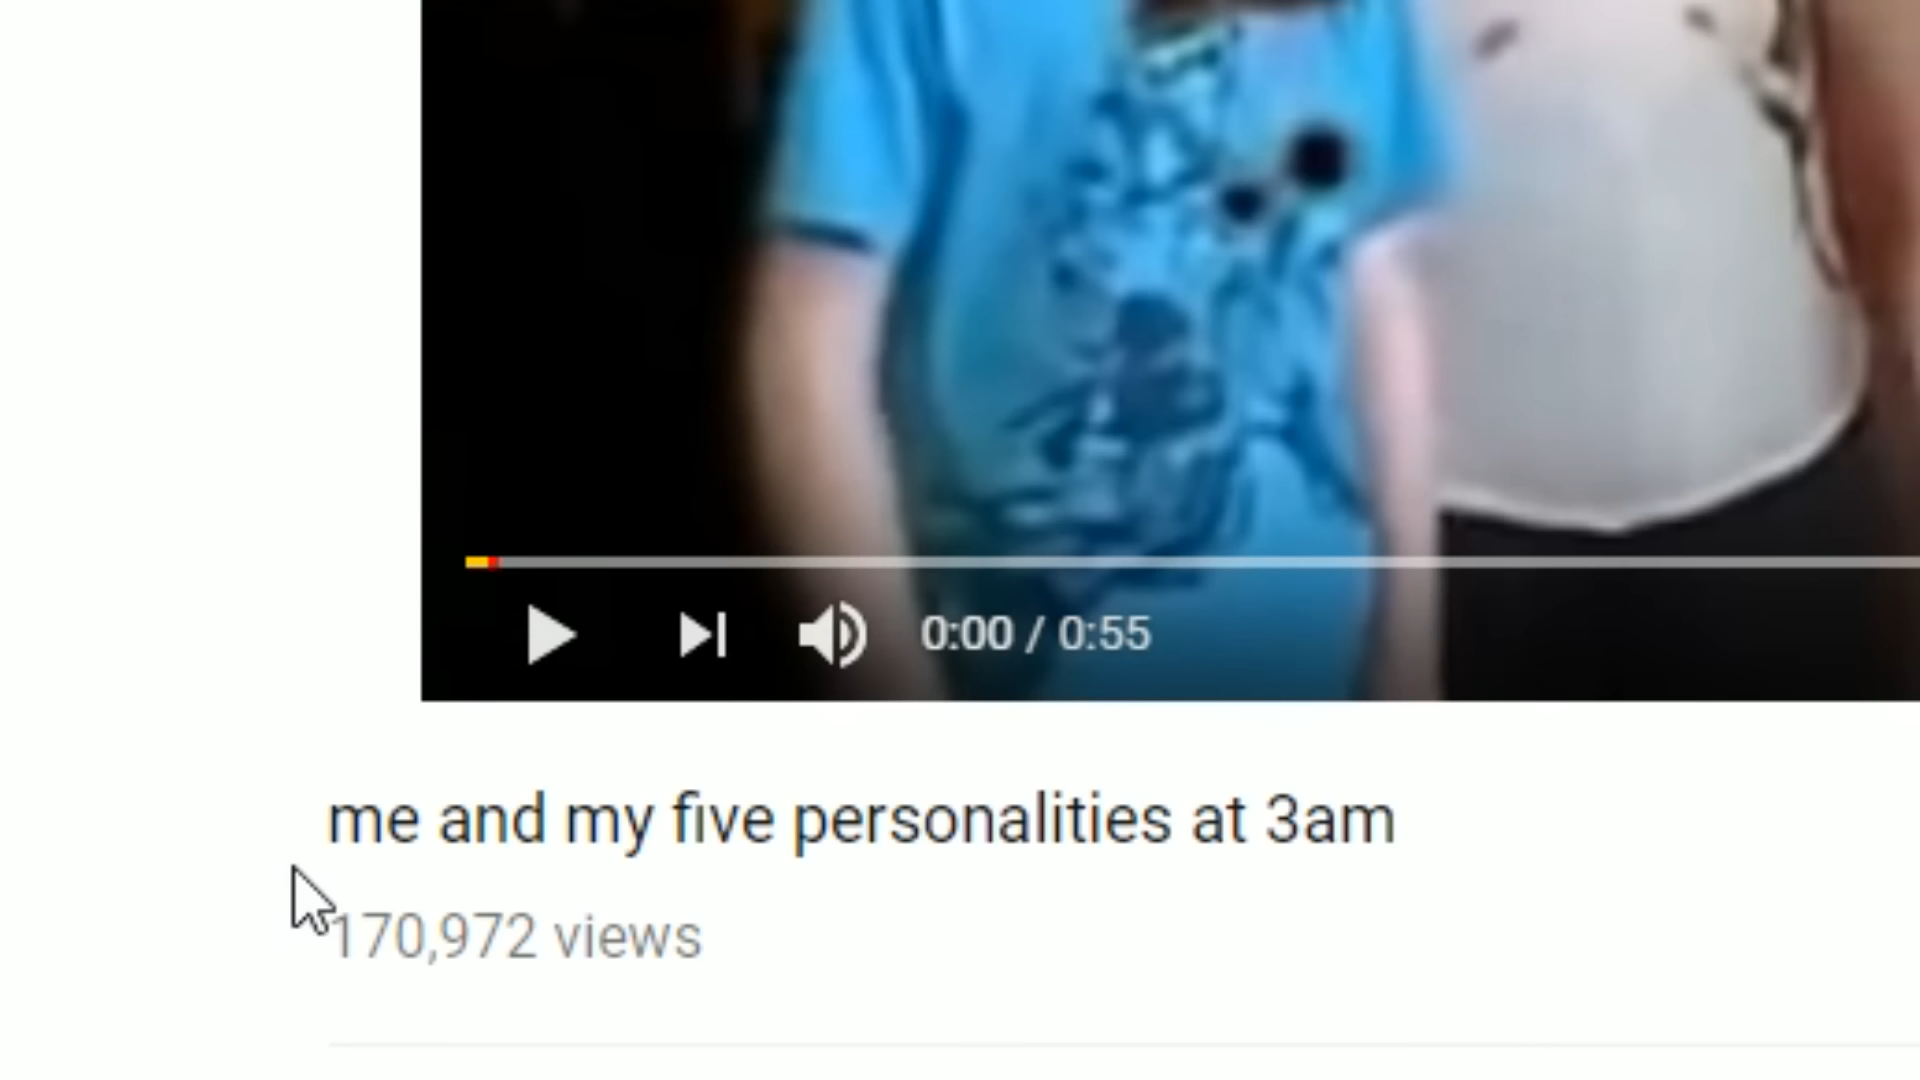 0:00 / 0:55
me and my five personalities at 3am
170,972 views